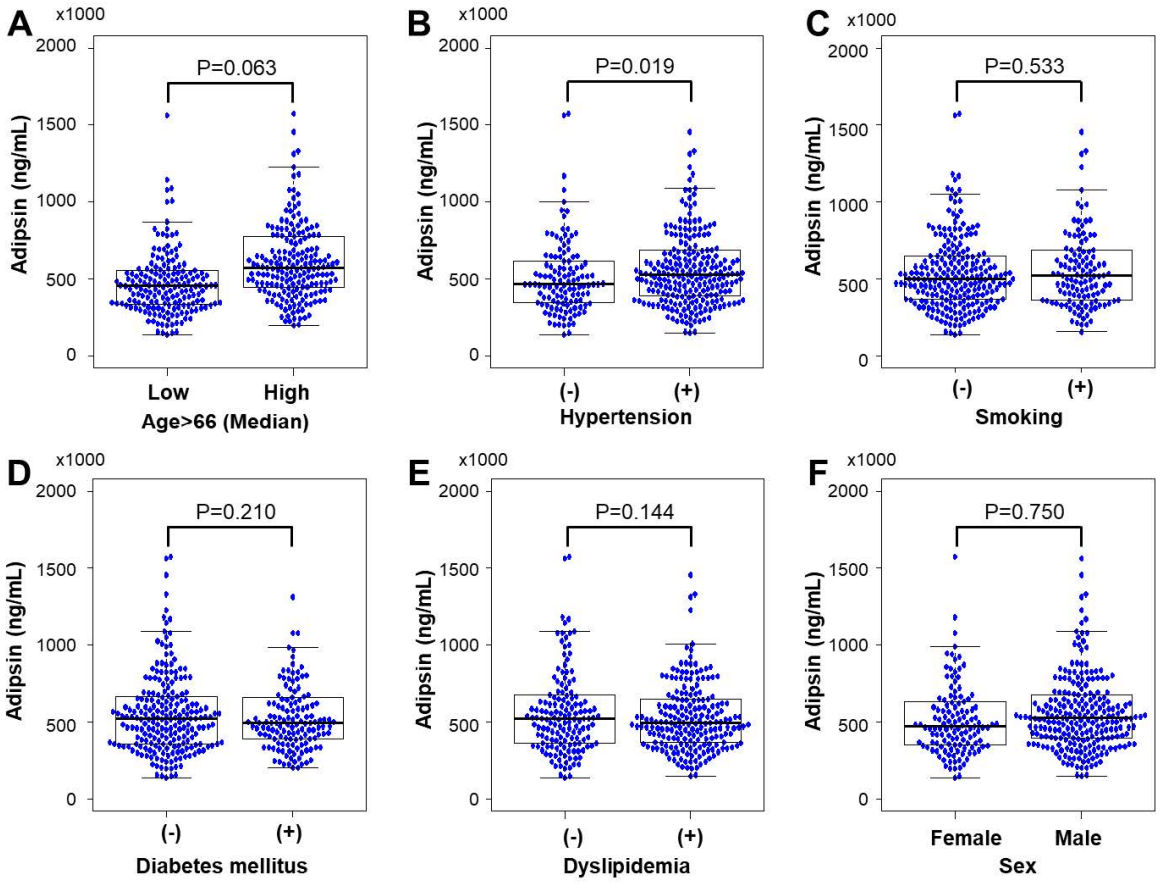 A
x1000
2000
1500
1000
500
0
Adipsin (ng/mL)
P=0.063
Low High
Age>66 (Median)
B
x1000
2000
1500
1000
500
0
Adipsin (ng/mL)
P=0.019
(-) (+)
Hypertension
C
x1000
2000
1500
1000
500
0
Adipsin (ng/mL)
P=0.533
(-) (+)
Smoking
D
x1000
2000
1500
1000
500
0
Adipsin (ng/mL)
P=0.210
(-) (+)
Diabetes mellitus
E
x1000
2000
1500
1000
500
0
Adipsin (ng/mL)
P=0.144
(-) (+)
Dyslipidemia
F
x1000
2000
1500
1000
500
0
Adipsin (ng/mL)
P=0.750
Female Male
Sex